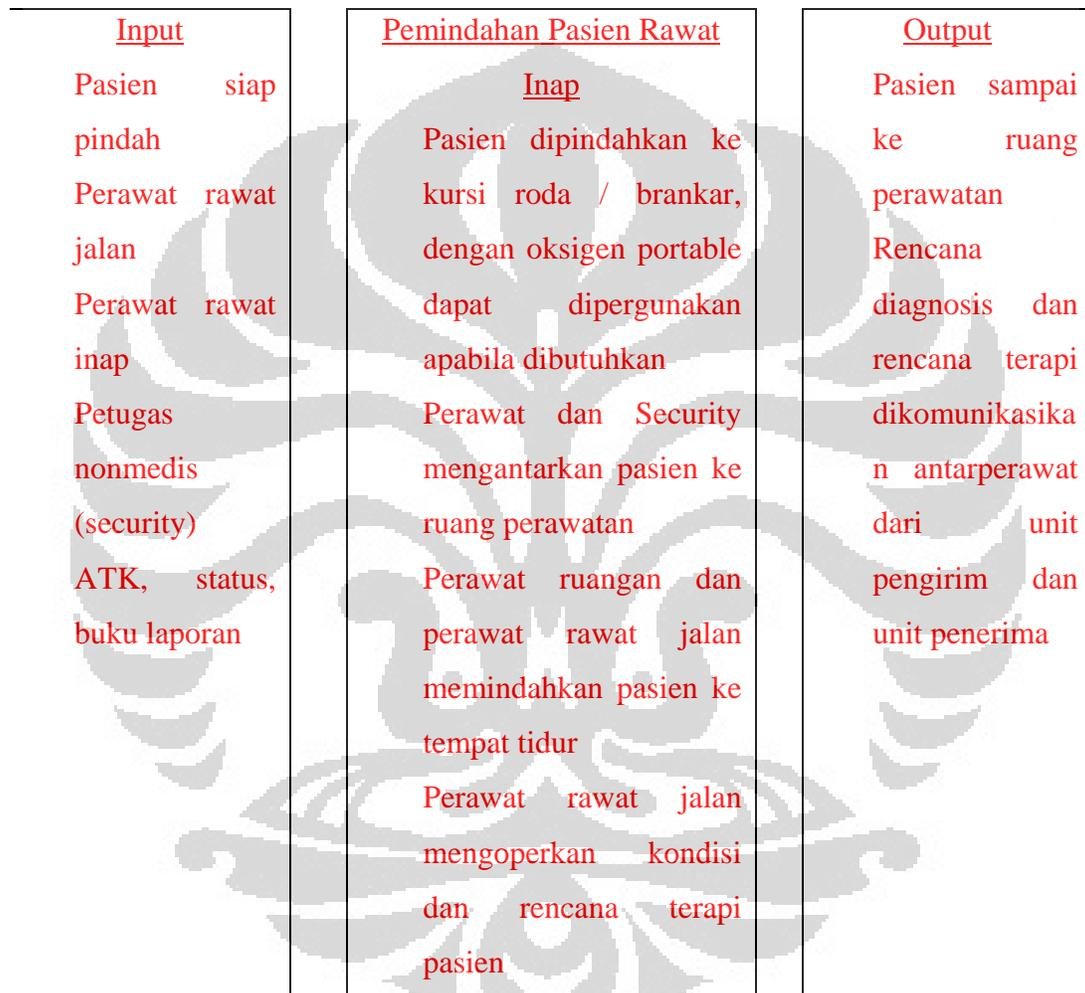 Input
Pasien siap
pindah
Perawat rawat
jalan
Perawat rawat
inap
Petugas
nonmedis
(security)
ATK, status,
buku laporan
Pemindahan Pasien Rawat
Inap
Pasien dipindahkan ke
kursi roda / brankar,
dengan oksigen portable
dapat dipergunakan
apabila dibutuhkan
Perawat dan Security
mengantarkan pasien ke
ruang perawatan
Perawat ruangan dan
perawat rawat jalan
memindahkan pasien ke
tempat tidur
Perawat rawat jalan
mengoperkan kondisi
dan rencana terapi
pasien
Output
Pasien sampai
ke ruang
perawatan
Rencana
diagnosis dan
rencana terapi
dikomunikasika
n antarperawat
dari unit
pengirim dan
unit penerima